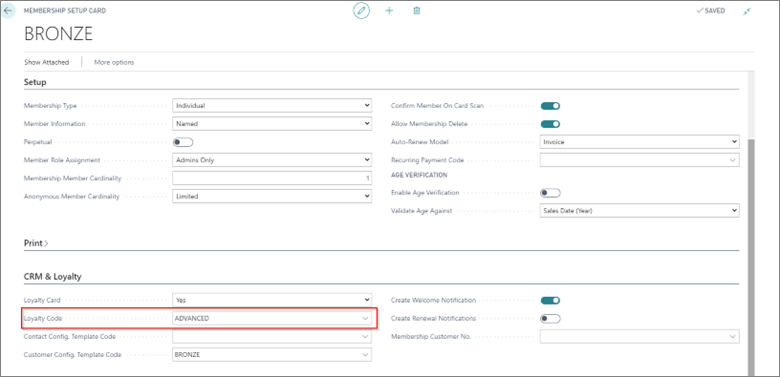 MEMBERSHIP SETUP CARD
SAVED
BRONZE
Show Attached More options
Setup
Membership Type Individual
Member Information Named
Perpetual
Member Role Assignment Admins Only
Membership Member Cardinality 1
Anonymous Member Cardinality Limited
Confirm Member On Card Scan
Allow Membership Delete
Auto-Renew Model Invoice
Recurring Payment Code
AGE VERIFICATION
Enable Age Verification
Validate Age Against Sales Date (Year)
Print
CRM & Loyalty
Loyalty Card Yes
Loyalty Code ADVANCED
Contact Config. Template Code
Customer Config. Template Code BRONZE
Create Welcome Notification
Create Renewal Notifications
Membership Customer No.